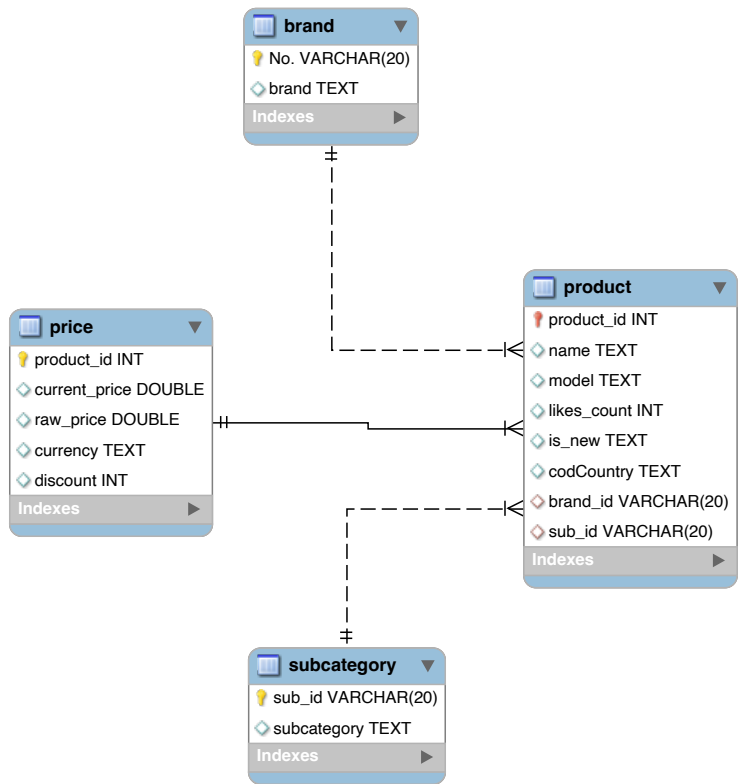 brand
No. VARCHAR(20)
brand TEXT
Indexes
product
product_id INT
name TEXT
model TEXT
likes_count INT
is_new TEXT
codCountry TEXT
brand_id VARCHAR(20)
sub_id VARCHAR(20)
Indexes
price
product_id INT
current_price DOUBLE
raw_price DOUBLE
currency TEXT
discount INT
Indexes
subcategory
sub_id VARCHAR(20)
subcategory TEXT
Indexes